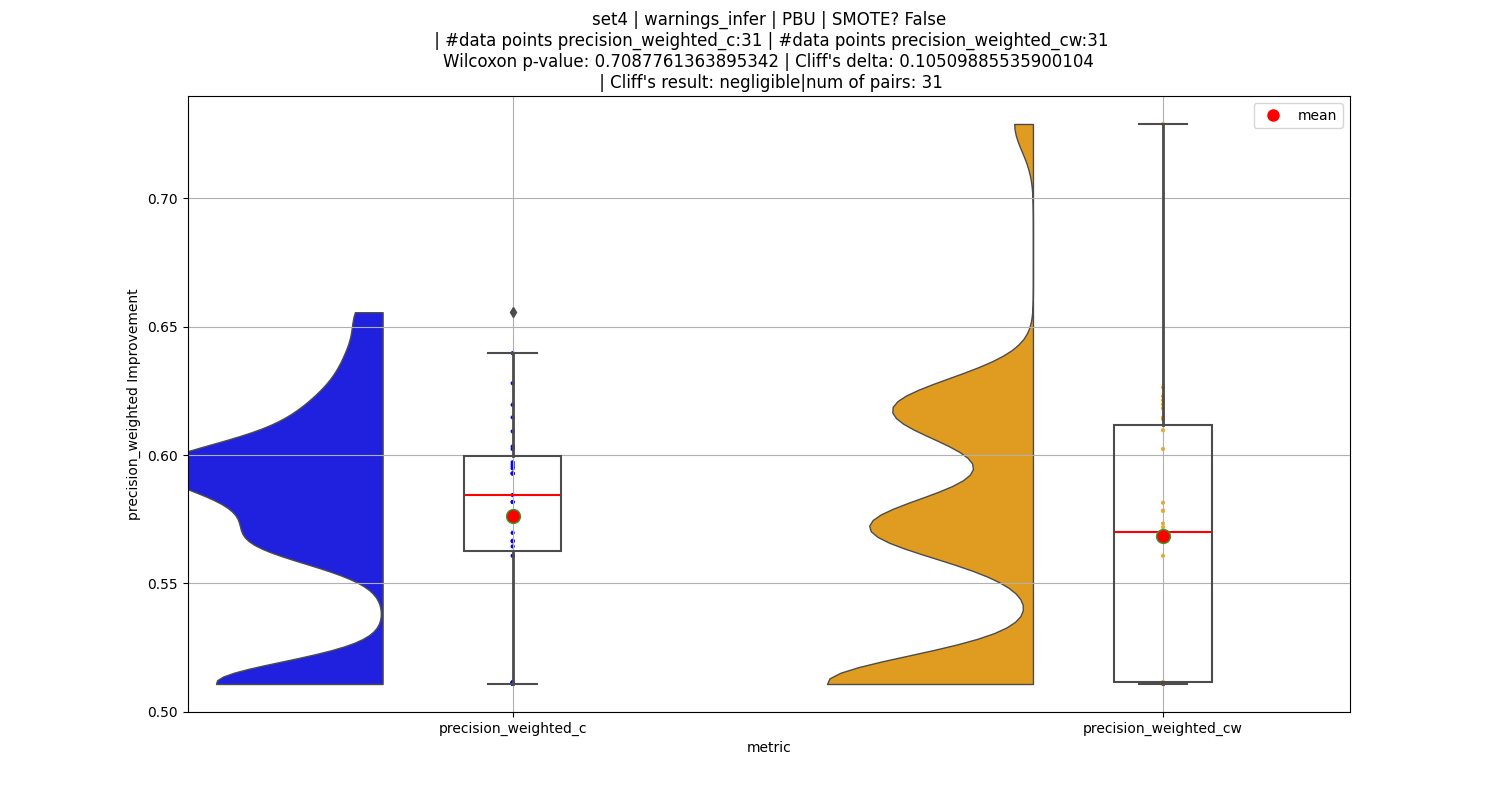 set4 | warnings_infer | PBU | SMOTE? False
| #data points precision_weighted_c:31 | #data points precision_weighted_cw:31
Wilcoxon p-value: 0.7087761363895342 | Cliff's delta: 0.10509885535900104
| Cliff's result: negligible|num of pairs: 31
mean
0.70
0.65
0.60
0.55
0.50
precision_weighted Improvement
precision_weighted_c
precision_weighted_cw
metric